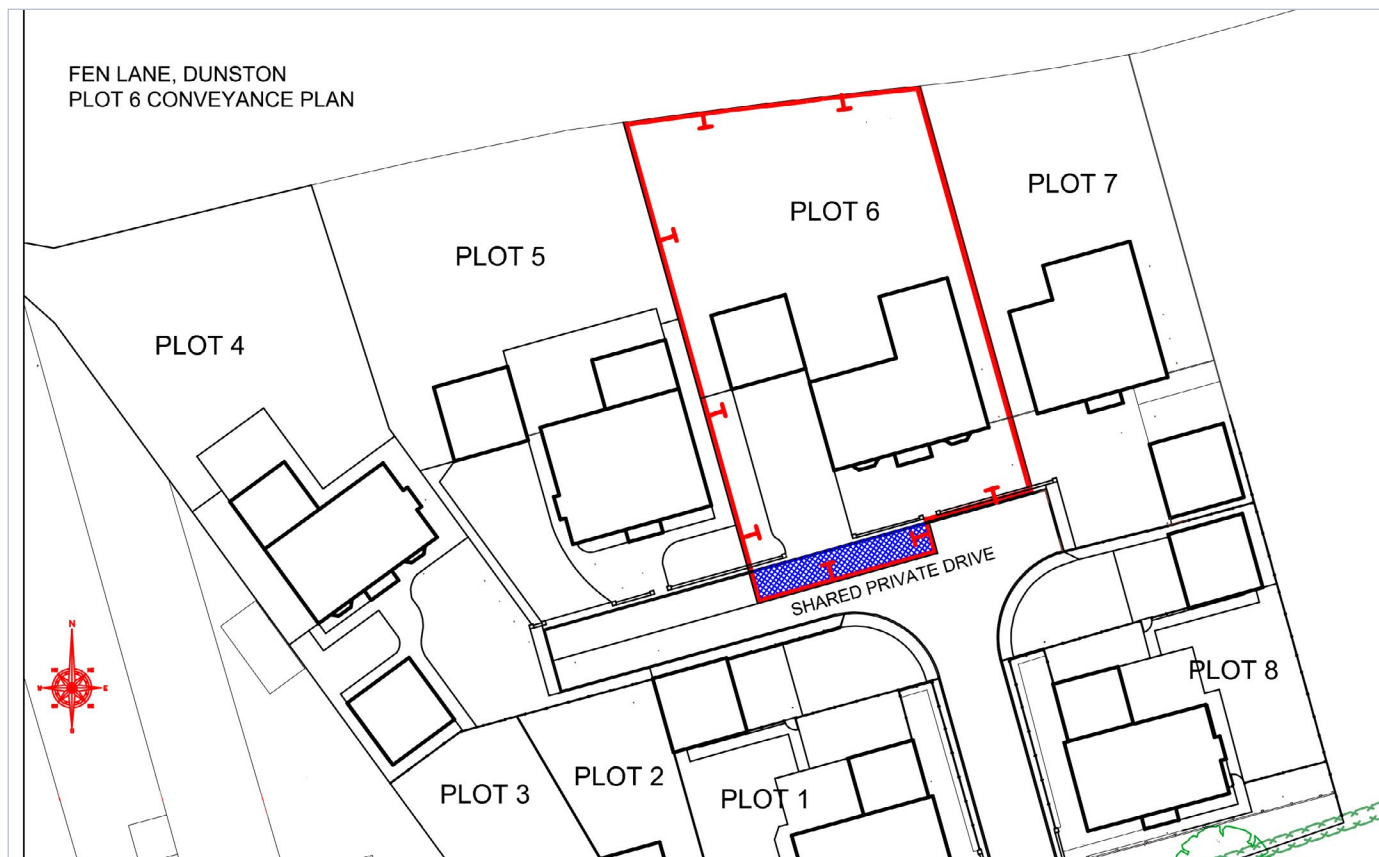 FEN LANE, DUNSTON
PLOT 6 CONVEYANCE PLAN
PLOT 7
PLOT 6
PLOT 5
PLOT 4
SHARED PRIVATE DRIVE
N
W
E
S
PLOT 8
PLOT 2
PLOT 3
PLOT 1